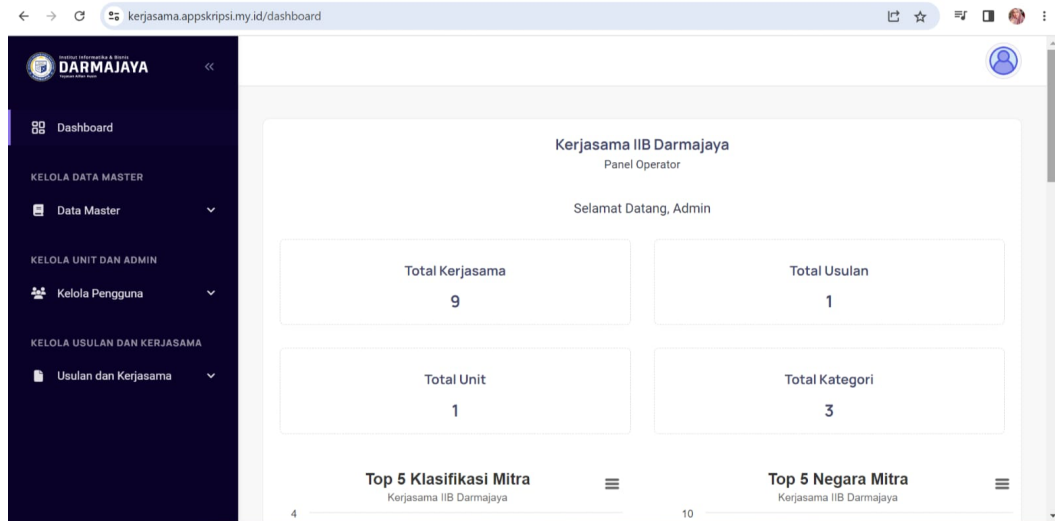 kerjasama.appskripsi.my.id/dashboard
Institut Informatika & Bisnis
DARMAJAYA
Dashboard
KELOLA DATA MASTER
Data Master
KELOLA UNIT DAN ADMIN
Kelola Pengguna
KELOLA USULAN DAN KERJASAMA
Usulan dan Kerjasama
Kerjasama IIB Darmajaya
Panel Operator
Selamat Datang, Admin
Total Kerjasama
9
Total Usulan
1
Total Unit
1
Total Kategori
3
Top 5 Klasifikasi Mitra
Kerjasama IIB Darmajaya
4
Top 5 Negara Mitra
Kerjasama IIB Darmajaya
10